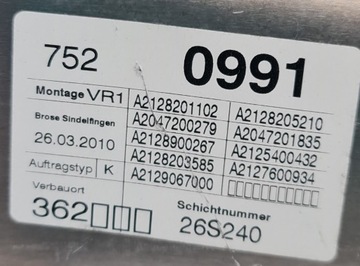 752 0991
Montage VR1 A2128201102 A2128205210
Brose Sindelfingen A2047200279 A2047201835
26.03.2010 A2128900267 A2125400432
Auftragstyp K A2128203585 A2127600934
Verbauort A2129067000 □□□□□□□□□□□
362□□□ Schichtnummer
26S240